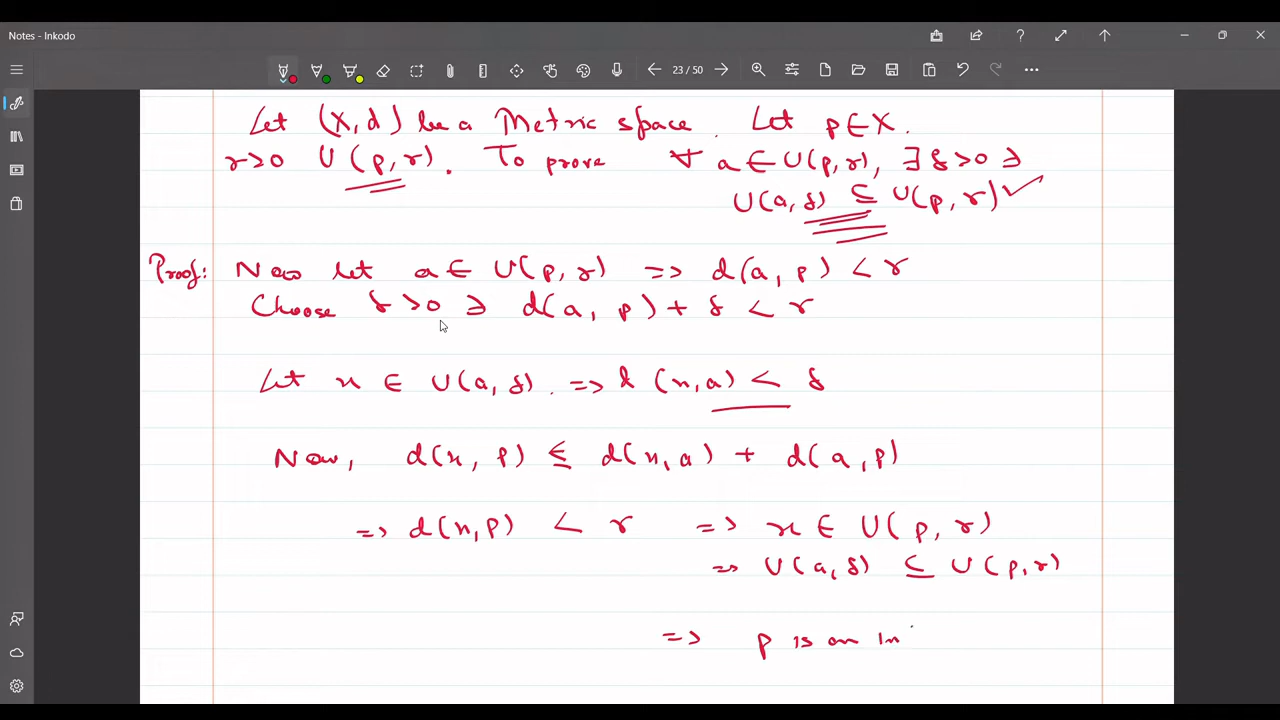 Notes - Inkodo
23 / 50
Let (X, d) be a Metric space. Let p ∈ X.
r>0 U(p, r). To prove ∀ a ∈ U(p, r), ∃ δ >0 ∋
U(a, δ) ⊆ U(p, r) ✓
Proof: Now let a ∈ U(p, r) => d(a, p) < r
Choose δ >0 ∋ d(a, p) + δ < r
Let x ∈ U(a, δ). => d(x, a) < δ
Now, d(x, p) ≤ d(x, a) + d(a, p)
=> d(x, p) < r => x ∈ U(p, r)
=> U(a, δ) ⊆ U(p, r)
=> p is an in